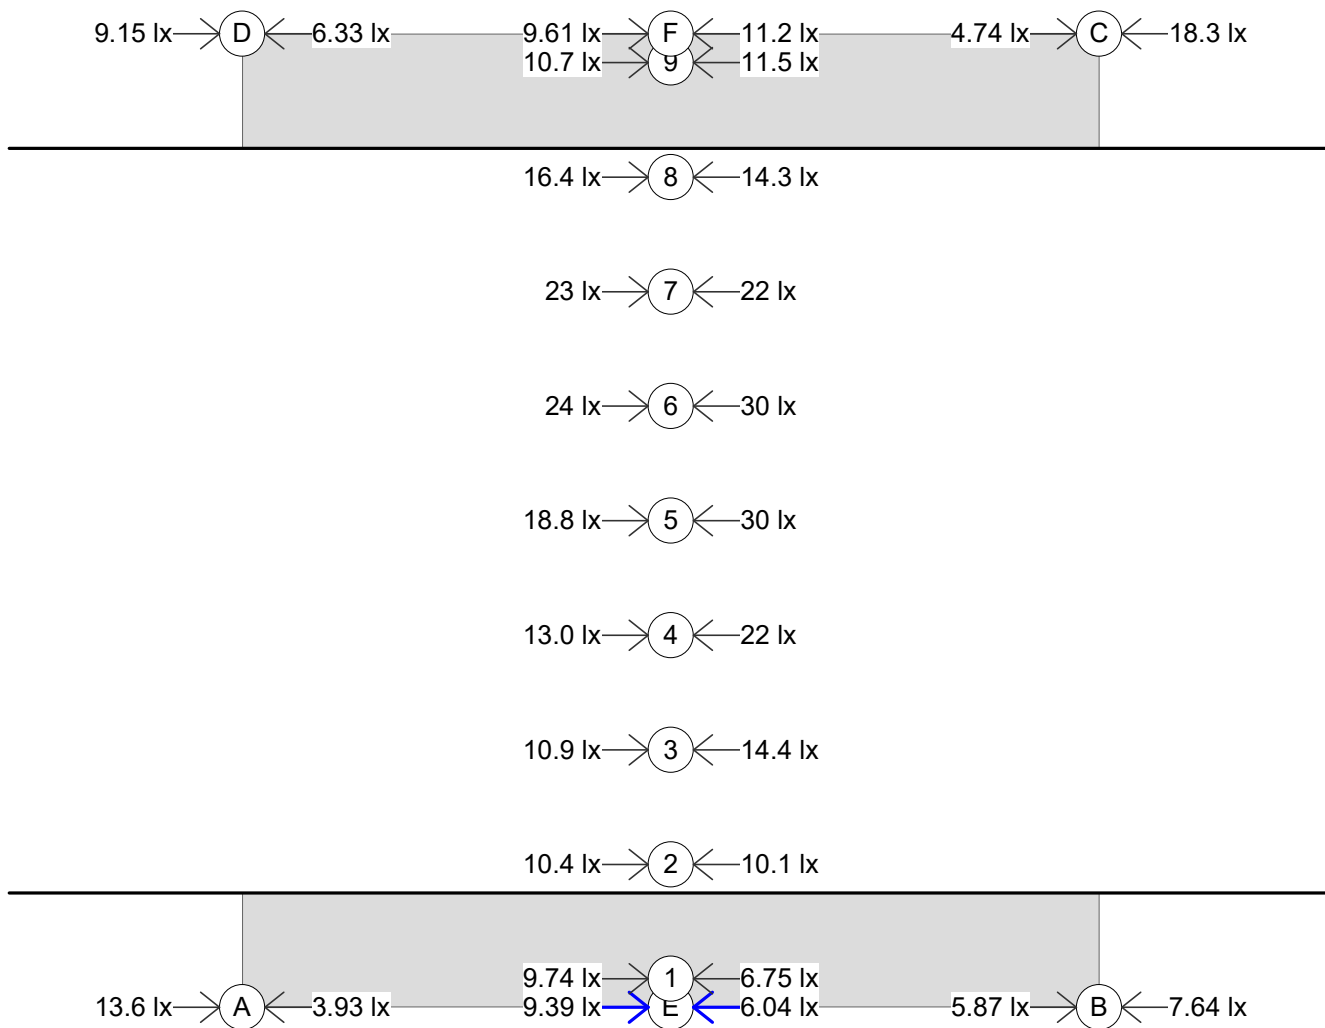 9.15 lx D 6.33 lx 9.61 lx F 11.2 lx 4.74 lx C 18.3 lx
10.7 lx 9 11.5 lx
16.4 lx 8 14.3 lx
23 lx 7 22 lx
24 lx 6 30 lx
18.8 lx 5 30 lx
13.0 lx 4 22 lx
10.9 lx 3 14.4 lx
10.4 lx 2 10.1 lx
9.74 lx 1 6.75 lx
13.6 lx A 3.93 lx 9.39 lx E 6.04 lx 5.87 lx B 7.64 lx